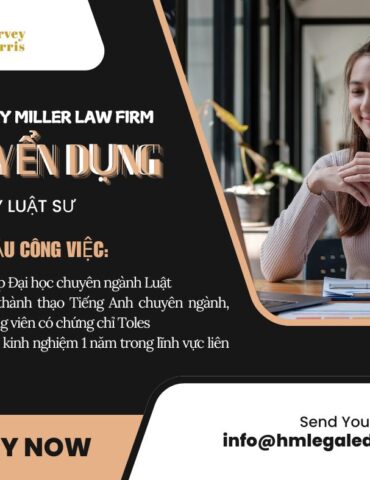 rvey
rris
Y MILLER LAW FIRM
YỂN DỤNG
Y LUẬT SƯ
ẦU CÔNG VIỆC:
p Đại học chuyên ngành Luật
thành thạo Tiếng Anh chuyên ngành,
g viên có chứng chỉ Toles
kinh nghiệm 1 năm trong lĩnh vực liên
Y NOW
Send You
info@hmlegaled